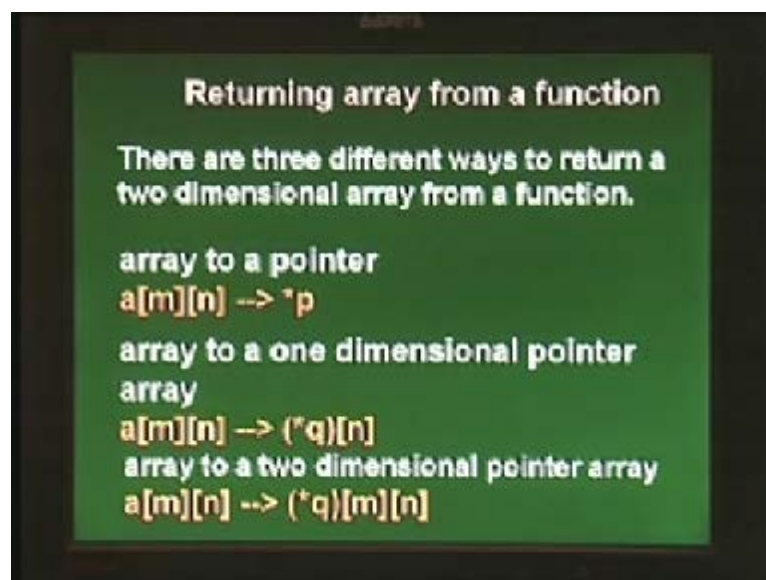 Returning array from a function
There are three different ways to return a
two dimensional array from a function.
array to a pointer
a[m][n] --> *p
array to a one dimensional pointer
array
a[m][n] --> (*q)[n]
array to a two dimensional pointer array
a[m][n] --> (*q)[m][n]